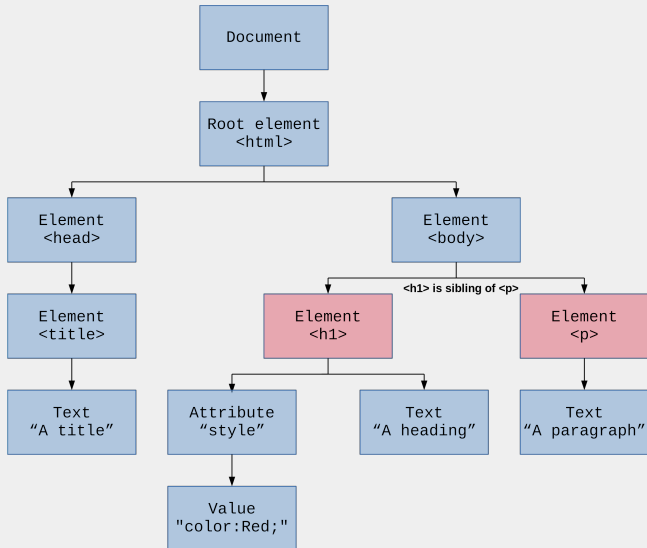 Document
Root element
<html>
Element
<head>
Element
<body>
<h1> is sibling of <p>
Element
<title>
Element
<h1>
Element
<p>
Text
“A title”
Attribute
“style”
Text
“A heading”
Text
“A paragraph”
Value
"color:Red;"